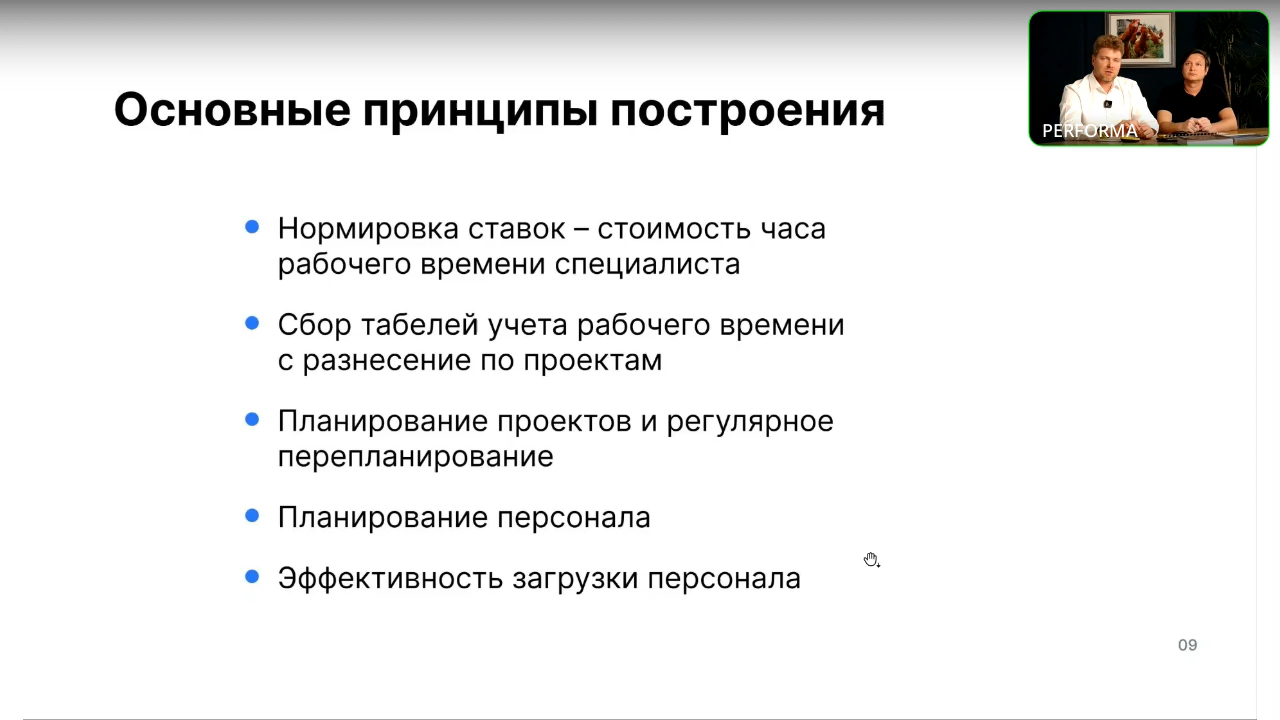 Основные принципы построения
PERFORMA
Нормировка ставок – стоимость часа
рабочего времени специалиста
Сбор табелей учета рабочего времени
с разнесение по проектам
Планирование проектов и регулярное
перепланирование
Планирование персонала
Эффективность загрузки персонала
09